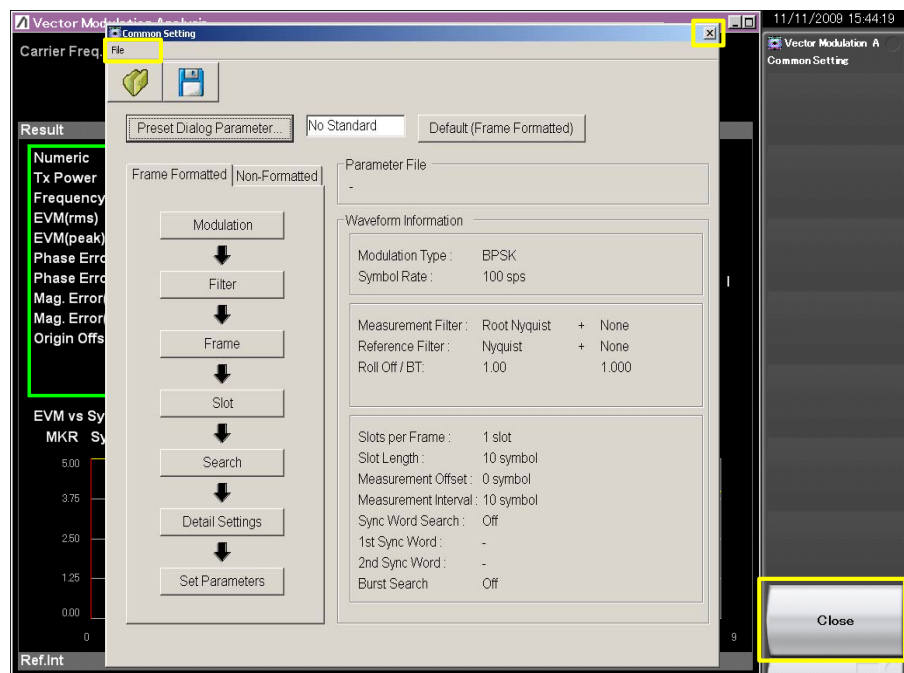 Vector Modulation Analysis
11/11/2009 15:44:19
Common Setting
Carrier Freq.
File
Vector Modulation A
Common Setting
Preset Dialog Parameter...
No Standard
Default (Frame Formatted)
Result
Numeric
Tx Power
Frequency
EVM(rms)
EVM(peak)
Phase Erro
Phase Erro
Mag. Error(
Mag. Error(
Origin Offs
Frame Formatted
Non-Formatted
Modulation
Filter
Frame
Slot
Search
Detail Settings
Set Parameters
Parameter File
-
Waveform Information
Modulation Type : BPSK
Symbol Rate : 100 sps
Measurement Filter : Root Nyquist + None
Reference Filter : Nyquist + None
Roll Off / BT: 1.00 1.000
Slots per Frame : 1 slot
Slot Length : 10 symbol
Measurement Offset : 0 symbol
Measurement Interval : 10 symbol
Sync Word Search : Off
1st Sync Word : -
2nd Sync Word : -
Burst Search Off
EVM vs Sy
MKR Sy
5.00
3.75
2.50
1.25
0.00
0
9
Ref.Int
Close